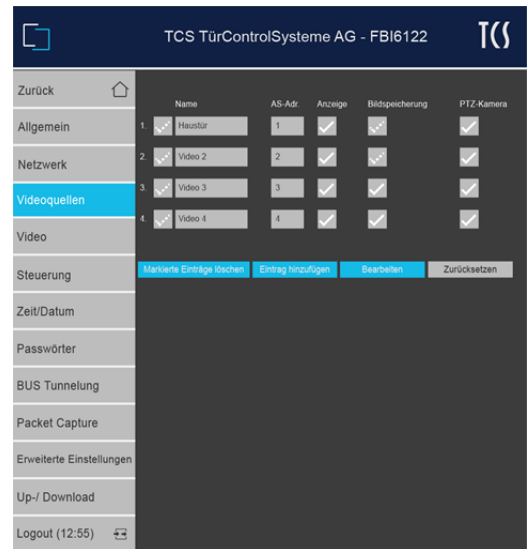 TCS TürControlSysteme AG - FBI6122
TCS
Zurück
Allgemein
Netzwerk
Videoquellen
Video
Steuerung
Zeit/Datum
Passwörter
BUS Tunnelung
Packet Capture
Erweiterte Einstellungen
Up-/ Download
Logout (12:55)
Name AS-Adr. Anzeige Bildspeicherung PTZ-Kamera
1. Haustür 1
2. Video 2 2
3. Video 3 3
4. Video 4 4
Markierte Einträge löschen Eintrag hinzufügen Bearbeiten Zurücksetzen